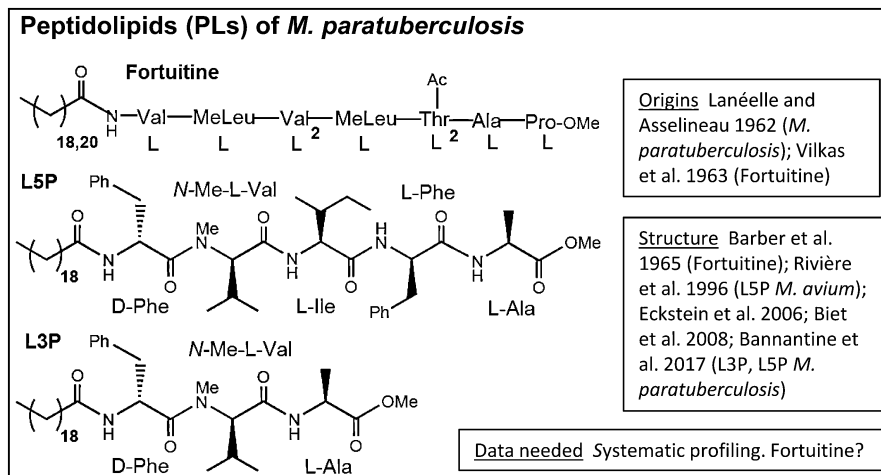 Peptidolipids (PLs) of M. paratuberculosis
Fortuitine
O
Ac
N
H
Val MeLeu Val 2 MeLeu Thr 2 Ala Pro-OMe
18,20
L L L L L L L
Origins Lanéelle and
Asselineau 1962 (M.
paratuberculosis); Vilkas
et al. 1963 (Fortuitine)
L5P
Ph
N-Me-L-Val
L-Phe
O Me O H O
N N N OMe
18 H O H O H O
N N
Ph
D-Phe L-Ile L-Ala
Structure Barber et al.
1965 (Fortuitine); Rivière
et al. 1996 (L5P M. avium);
Eckstein et al. 2006; Biet
et al. 2008; Bannantine
et al. 2017 (L3P, L5P M.
paratuberculosis)
L3P
Ph
N-Me-L-Val
O Me O
N N N OMe
18 H O H O
D-Phe L-Ala
Data needed Systematic profiling. Fortuitine?